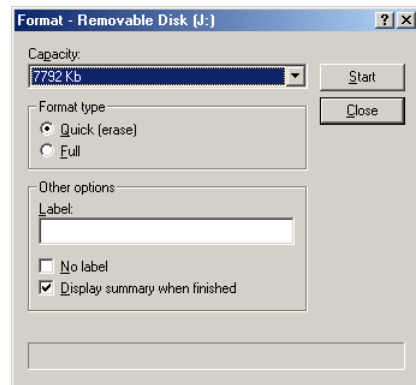 Format - Removable Disk (J:)
Capacity:
7792 Kb
Start
Close
Format type
Quick (erase)
Full
Other options
Label:
No label
Display summary when finished